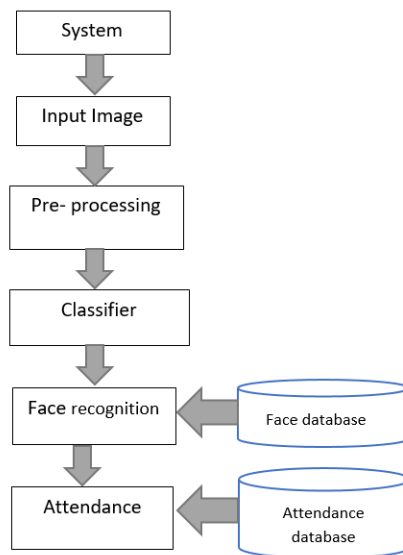 System
Input Image
Pre- processing
Classifier
Face recognition
Face database
Attendance
Attendance
database